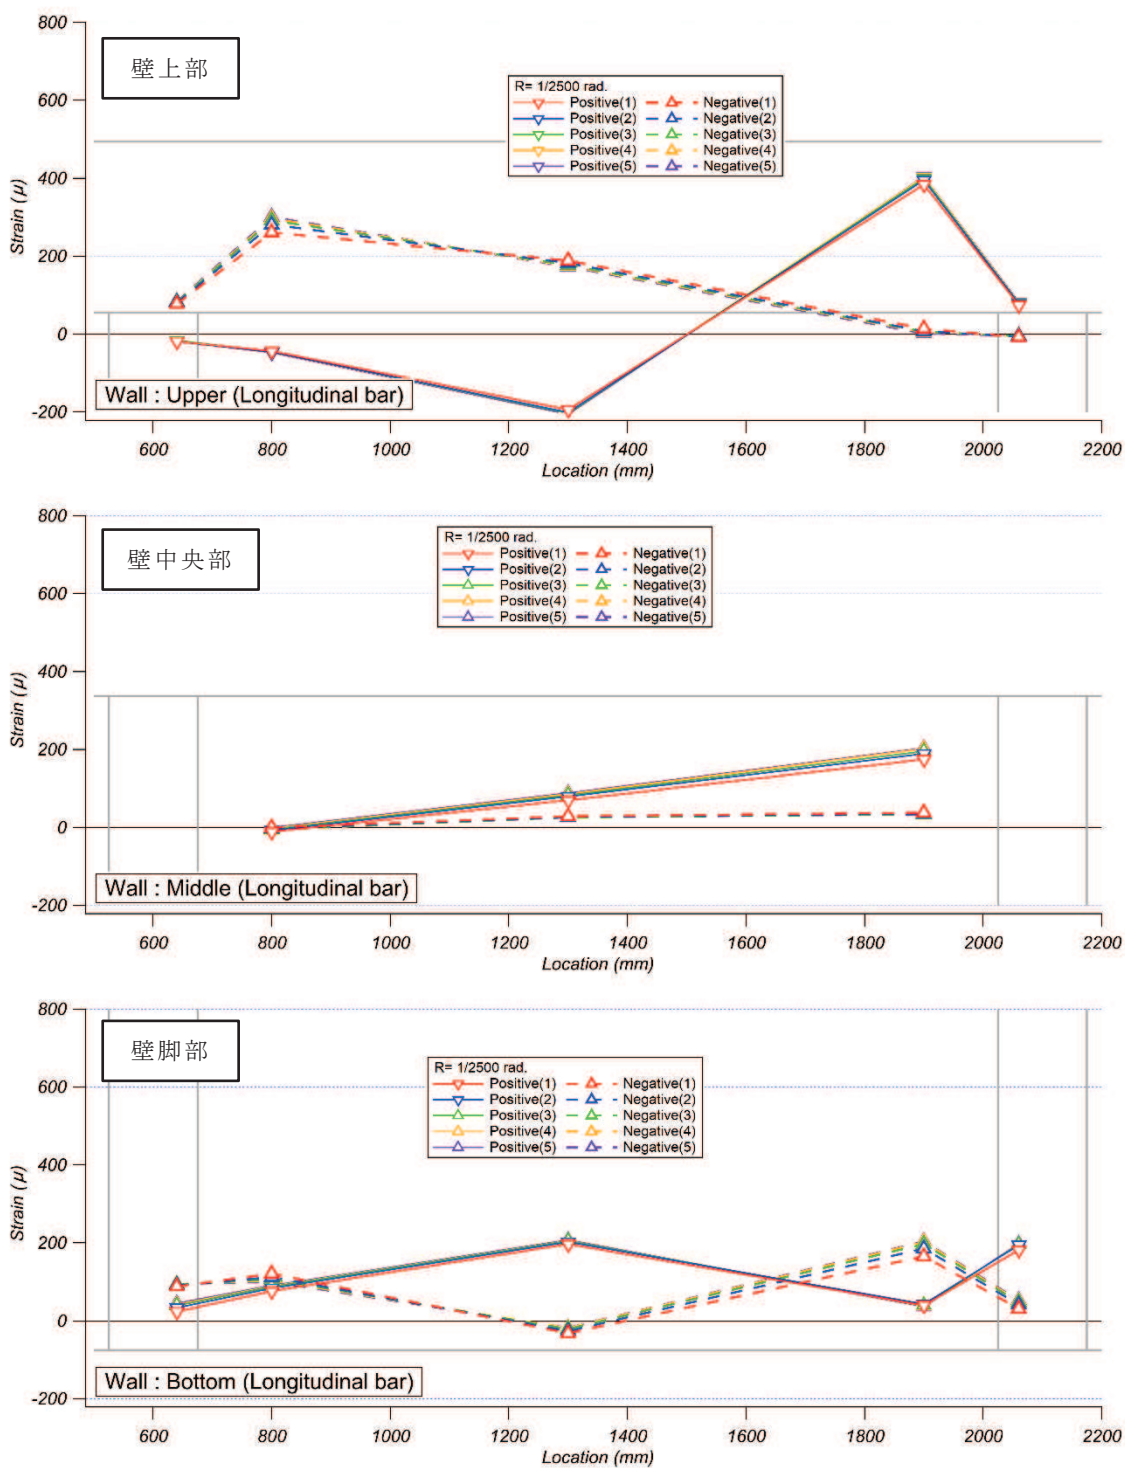 壁上部
800
600
400
200
0
-200
Strain (μ)
R= 1/2500 rad.
Positive(1) Negative(1)
Positive(2) Negative(2)
Positive(3) Negative(3)
Positive(4) Negative(4)
Positive(5) Negative(5)
Wall : Upper (Longitudinal bar)
600 800 1000 1200 1400 1600 1800 2000 2200
Location (mm)
壁中央部
800
600
400
200
0
-200
Strain (μ)
R= 1/2500 rad.
Positive(1) Negative(1)
Positive(2) Negative(2)
Positive(3) Negative(3)
Positive(4) Negative(4)
Positive(5) Negative(5)
Wall : Middle (Longitudinal bar)
600 800 1000 1200 1400 1600 1800 2000 2200
Location (mm)
壁脚部
800
600
400
200
0
-200
Strain (μ)
R= 1/2500 rad.
Positive(1) Negative(1)
Positive(2) Negative(2)
Positive(3) Negative(3)
Positive(4) Negative(4)
Positive(5) Negative(5)
Wall : Bottom (Longitudinal bar)
600 800 1000 1200 1400 1600 1800 2000 2200
Location (mm)